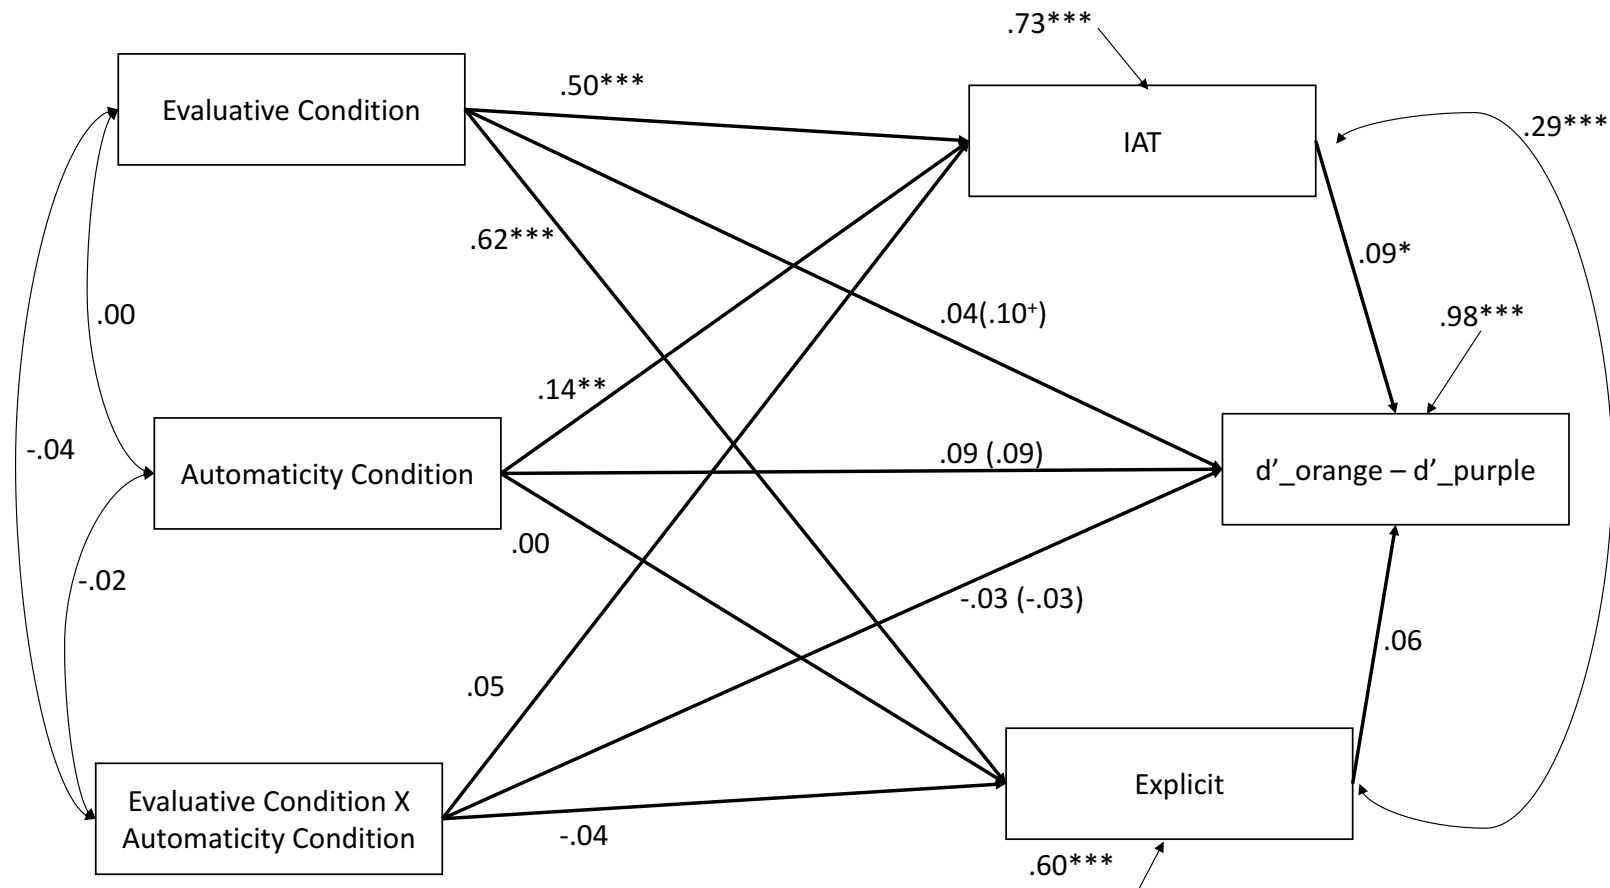 .73***
Evaluative Condition
.50***
IAT
.29***
.62***
.09*
.00
.04(.10⁺)
.98***
.14**
-.04
Automaticity Condition
.09 (.09)
d’_orange – d’_purple
.00
-.02
-.03 (-.03)
.06
.05
Evaluative Condition X
Automaticity Condition
Explicit
-.04
.60***